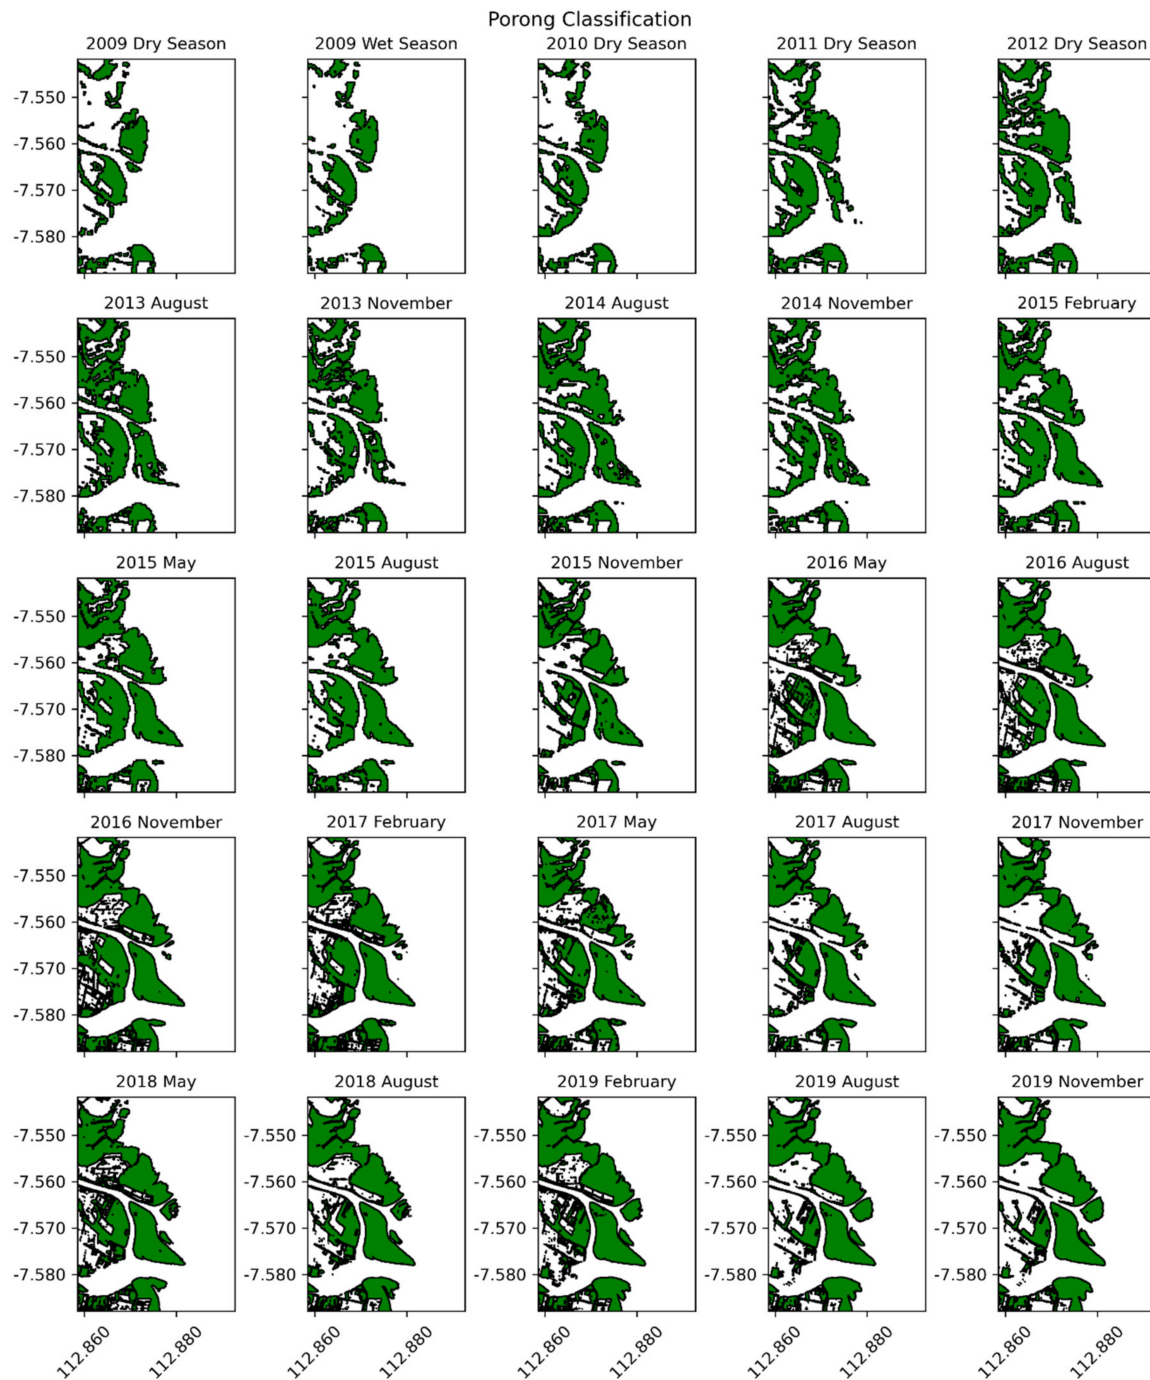 Porong Classification
2009 Dry Season 2009 Wet Season 2010 Dry Season 2011 Dry Season 2012 Dry Season
-7.550
-7.560
-7.570
-7.580
2013 August 2013 November 2014 August 2014 November 2015 February
-7.550
-7.560
-7.570
-7.580
2015 May 2015 August 2015 November 2016 May 2016 August
-7.550
-7.560
-7.570
-7.580
2016 November 2017 February 2017 May 2017 August 2017 November
-7.550
-7.560
-7.570
-7.580
2018 May 2018 August 2019 February 2019 August 2019 November
-7.550 -7.550 -7.550 -7.550 -7.550
-7.560 -7.560 -7.560 -7.560 -7.560
-7.570 -7.570 -7.570 -7.570 -7.570
-7.580 -7.580 -7.580 -7.580 -7.580
112.860 112.880 112.860 112.880 112.860 112.880 112.860 112.880 112.860 112.880